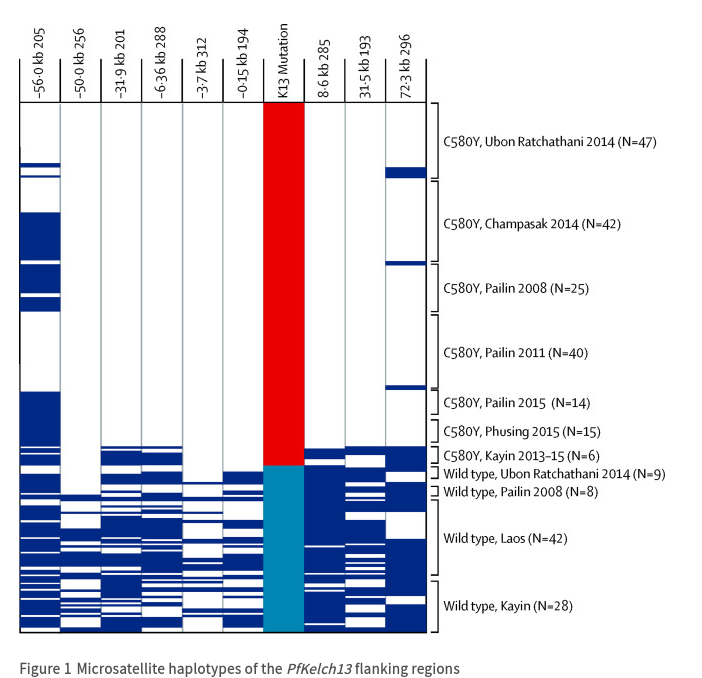 –56·0 kb 205
–50·0 kb 256
–31·9 kb 201
–6·36 kb 288
–3·7 kb 312
–0·15 kb 194
K13 Mutation
8·6 kb 285
31·5 kb 193
72·3 kb 296
C580Y, Ubon Ratchathani 2014 (N=47)
C580Y, Champasak 2014 (N=42)
C580Y, Pailin 2008 (N=25)
C580Y, Pailin 2011 (N=40)
C580Y, Pailin 2015 (N=14)
C580Y, Phusing 2015 (N=15)
C580Y, Kayin 2013–15 (N=6)
Wild type, Ubon Ratchathani 2014 (N=9)
Wild type, Pailin 2008 (N=8)
Wild type, Laos (N=42)
Wild type, Kayin (N=28)
Figure 1 Microsatellite haplotypes of the PfKelch13 flanking regions